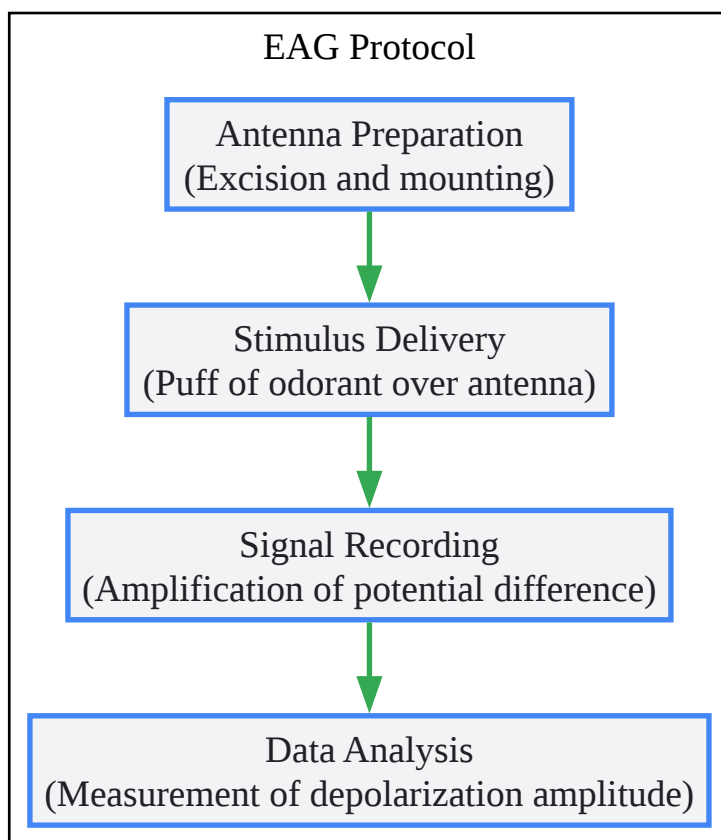 EAG Protocol
Antenna Preparation
(Excision and mounting)
Stimulus Delivery
(Puff of odorant over antenna)
Signal Recording
(Amplification of potential difference)
Data Analysis
(Measurement of depolarization amplitude)